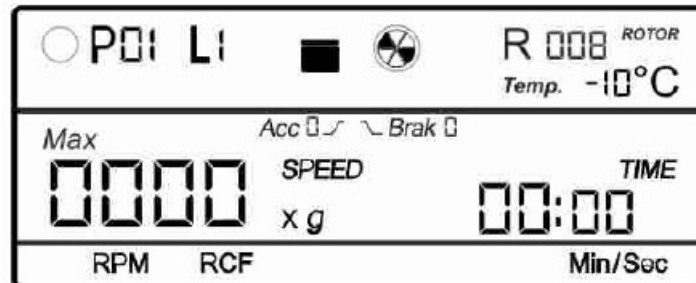 P01 L1 R 008 ROTOR
Temp. -10°C
Acc 0 Brak 0
Max
SPEED TIME
0000 x g 00:00
RPM RCF Min/Sec